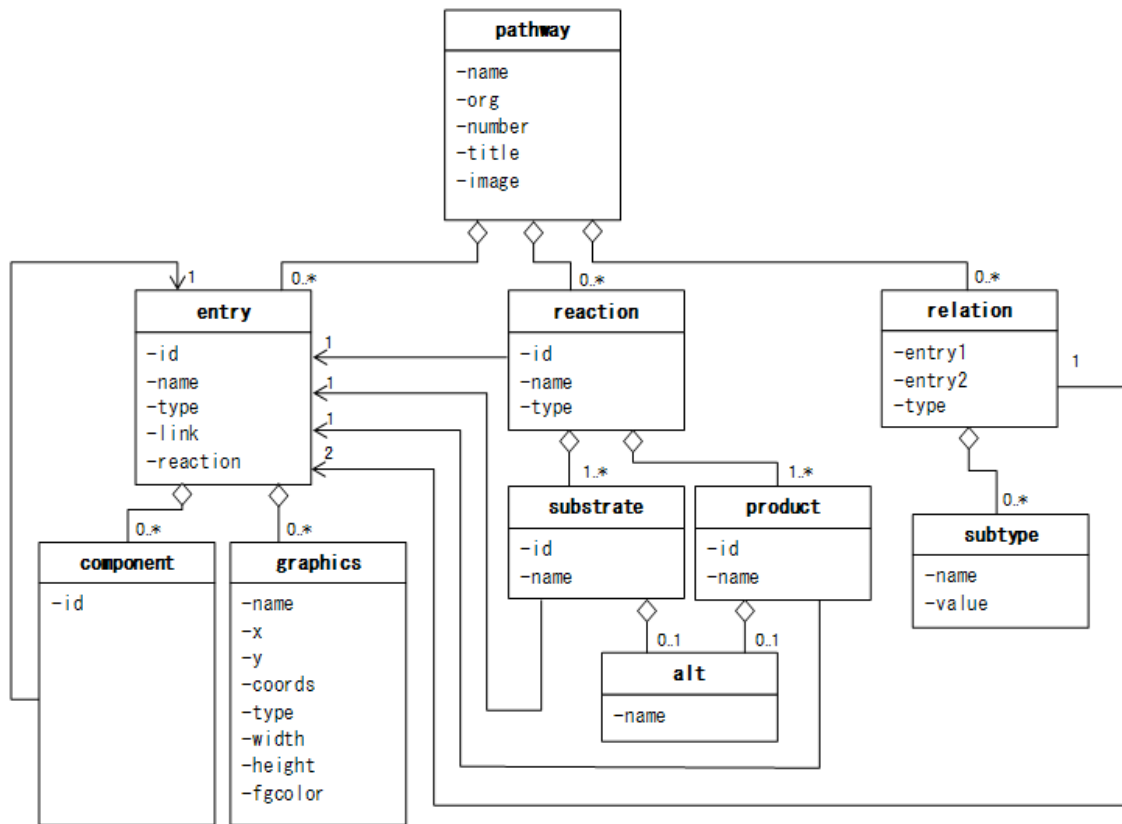 pathway
-name
-org
-number
-title
-image
1
0..*
0..*
0..*
entry
-id
-name
-type
-link
-reaction
1
1
1
2
reaction
-id
-name
-type
relation
-entry1
-entry2
-type
1
0..*
0..*
1..*
1..*
0..*
component
-id
graphics
-name
-x
-y
-coords
-type
-width
-height
-fgcolor
substrate
-id
-name
product
-id
-name
subtype
-name
-value
0..1
0..1
alt
-name